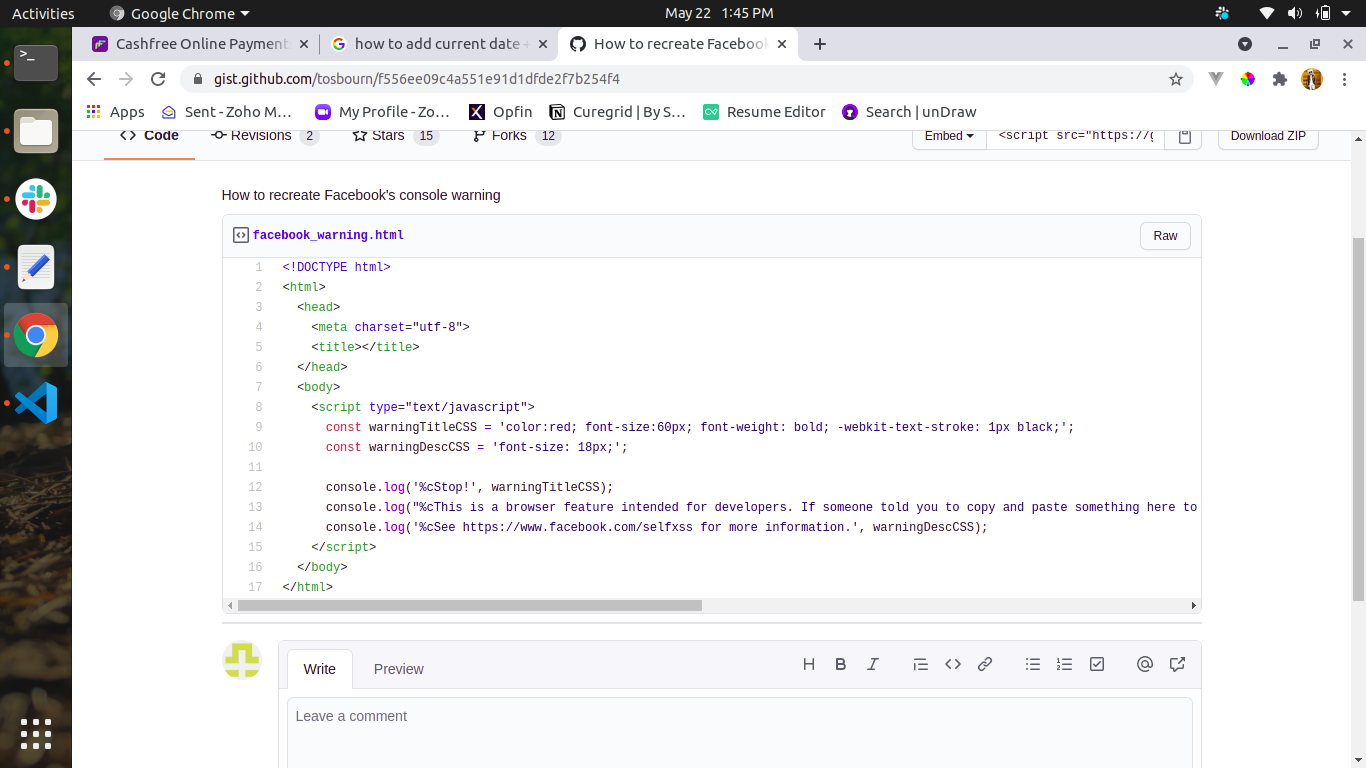 Activities Google Chrome May 22 1:45 PM
Cashfree Online Payment how to add current date + How to recreate Facebook
gist.github.com/tosbourn/f556ee09c4a551e91d1dfde2f7b254f4
Apps Sent - Zoho M... My Profile - Zo... Opfin Curegrid | By S... Resume Editor Search | unDraw
Code Revisions 2 Stars 15 Forks 12 Embed <script src="https://g Download ZIP
How to recreate Facebook's console warning
facebook_warning.html Raw
1 <!DOCTYPE html>
2 <html>
3 <head>
4 <meta charset="utf-8">
5 <title></title>
6 </head>
7 <body>
8 <script type="text/javascript">
9 const warningTitleCSS = 'color:red; font-size:60px; font-weight: bold; -webkit-text-stroke: 1px black;';
10 const warningDescCSS = 'font-size: 18px;';
11
12 console.log('%cStop!', warningTitleCSS);
13 console.log("%cThis is a browser feature intended for developers. If someone told you to copy and paste something here to
14 console.log('%cSee https://www.facebook.com/selfxss for more information.', warningDescCSS);
15 </script>
16 </body>
17 </html>
Write Preview
Leave a comment